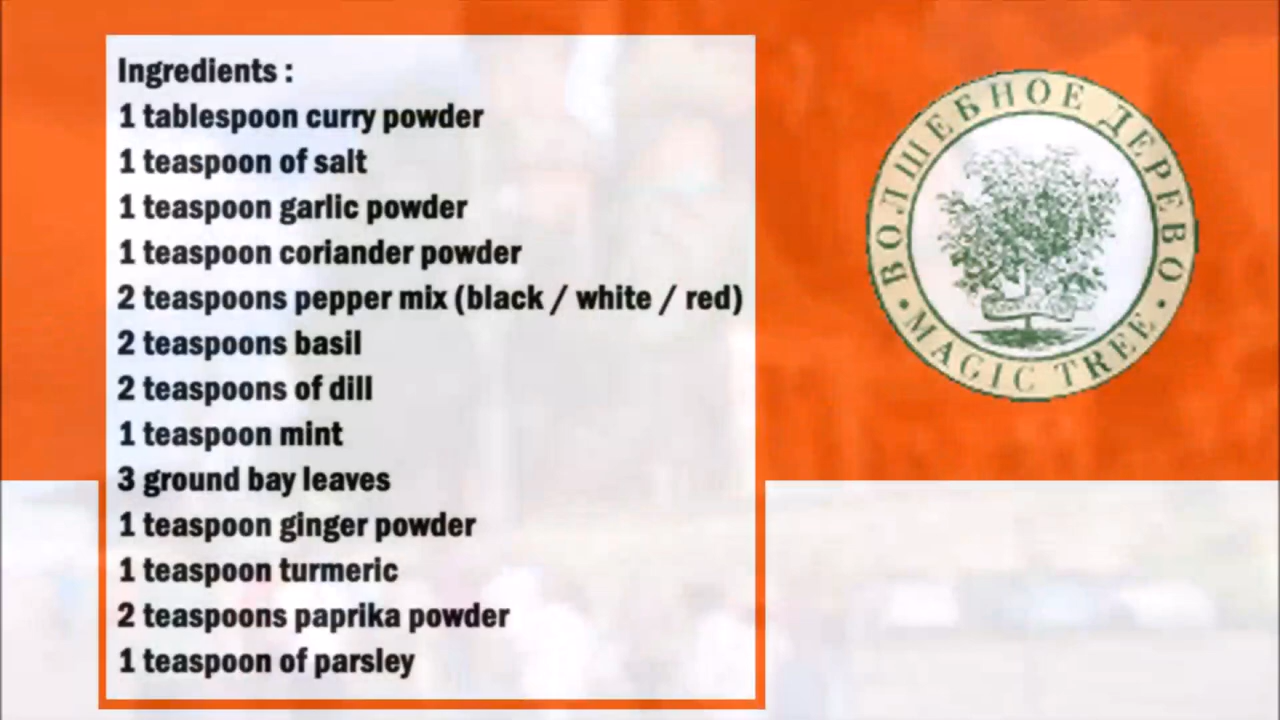 Ingredients :
1 tablespoon curry powder
1 teaspoon of salt
1 teaspoon garlic powder
1 teaspoon coriander powder
2 teaspoons pepper mix (black / white / red)
2 teaspoons basil
2 teaspoons of dill
1 teaspoon mint
3 ground bay leaves
1 teaspoon ginger powder
1 teaspoon turmeric
2 teaspoons paprika powder
1 teaspoon of parsley
ВОЛШЕБНОЕ ДЕРЕВО
• MAGIC TREE •